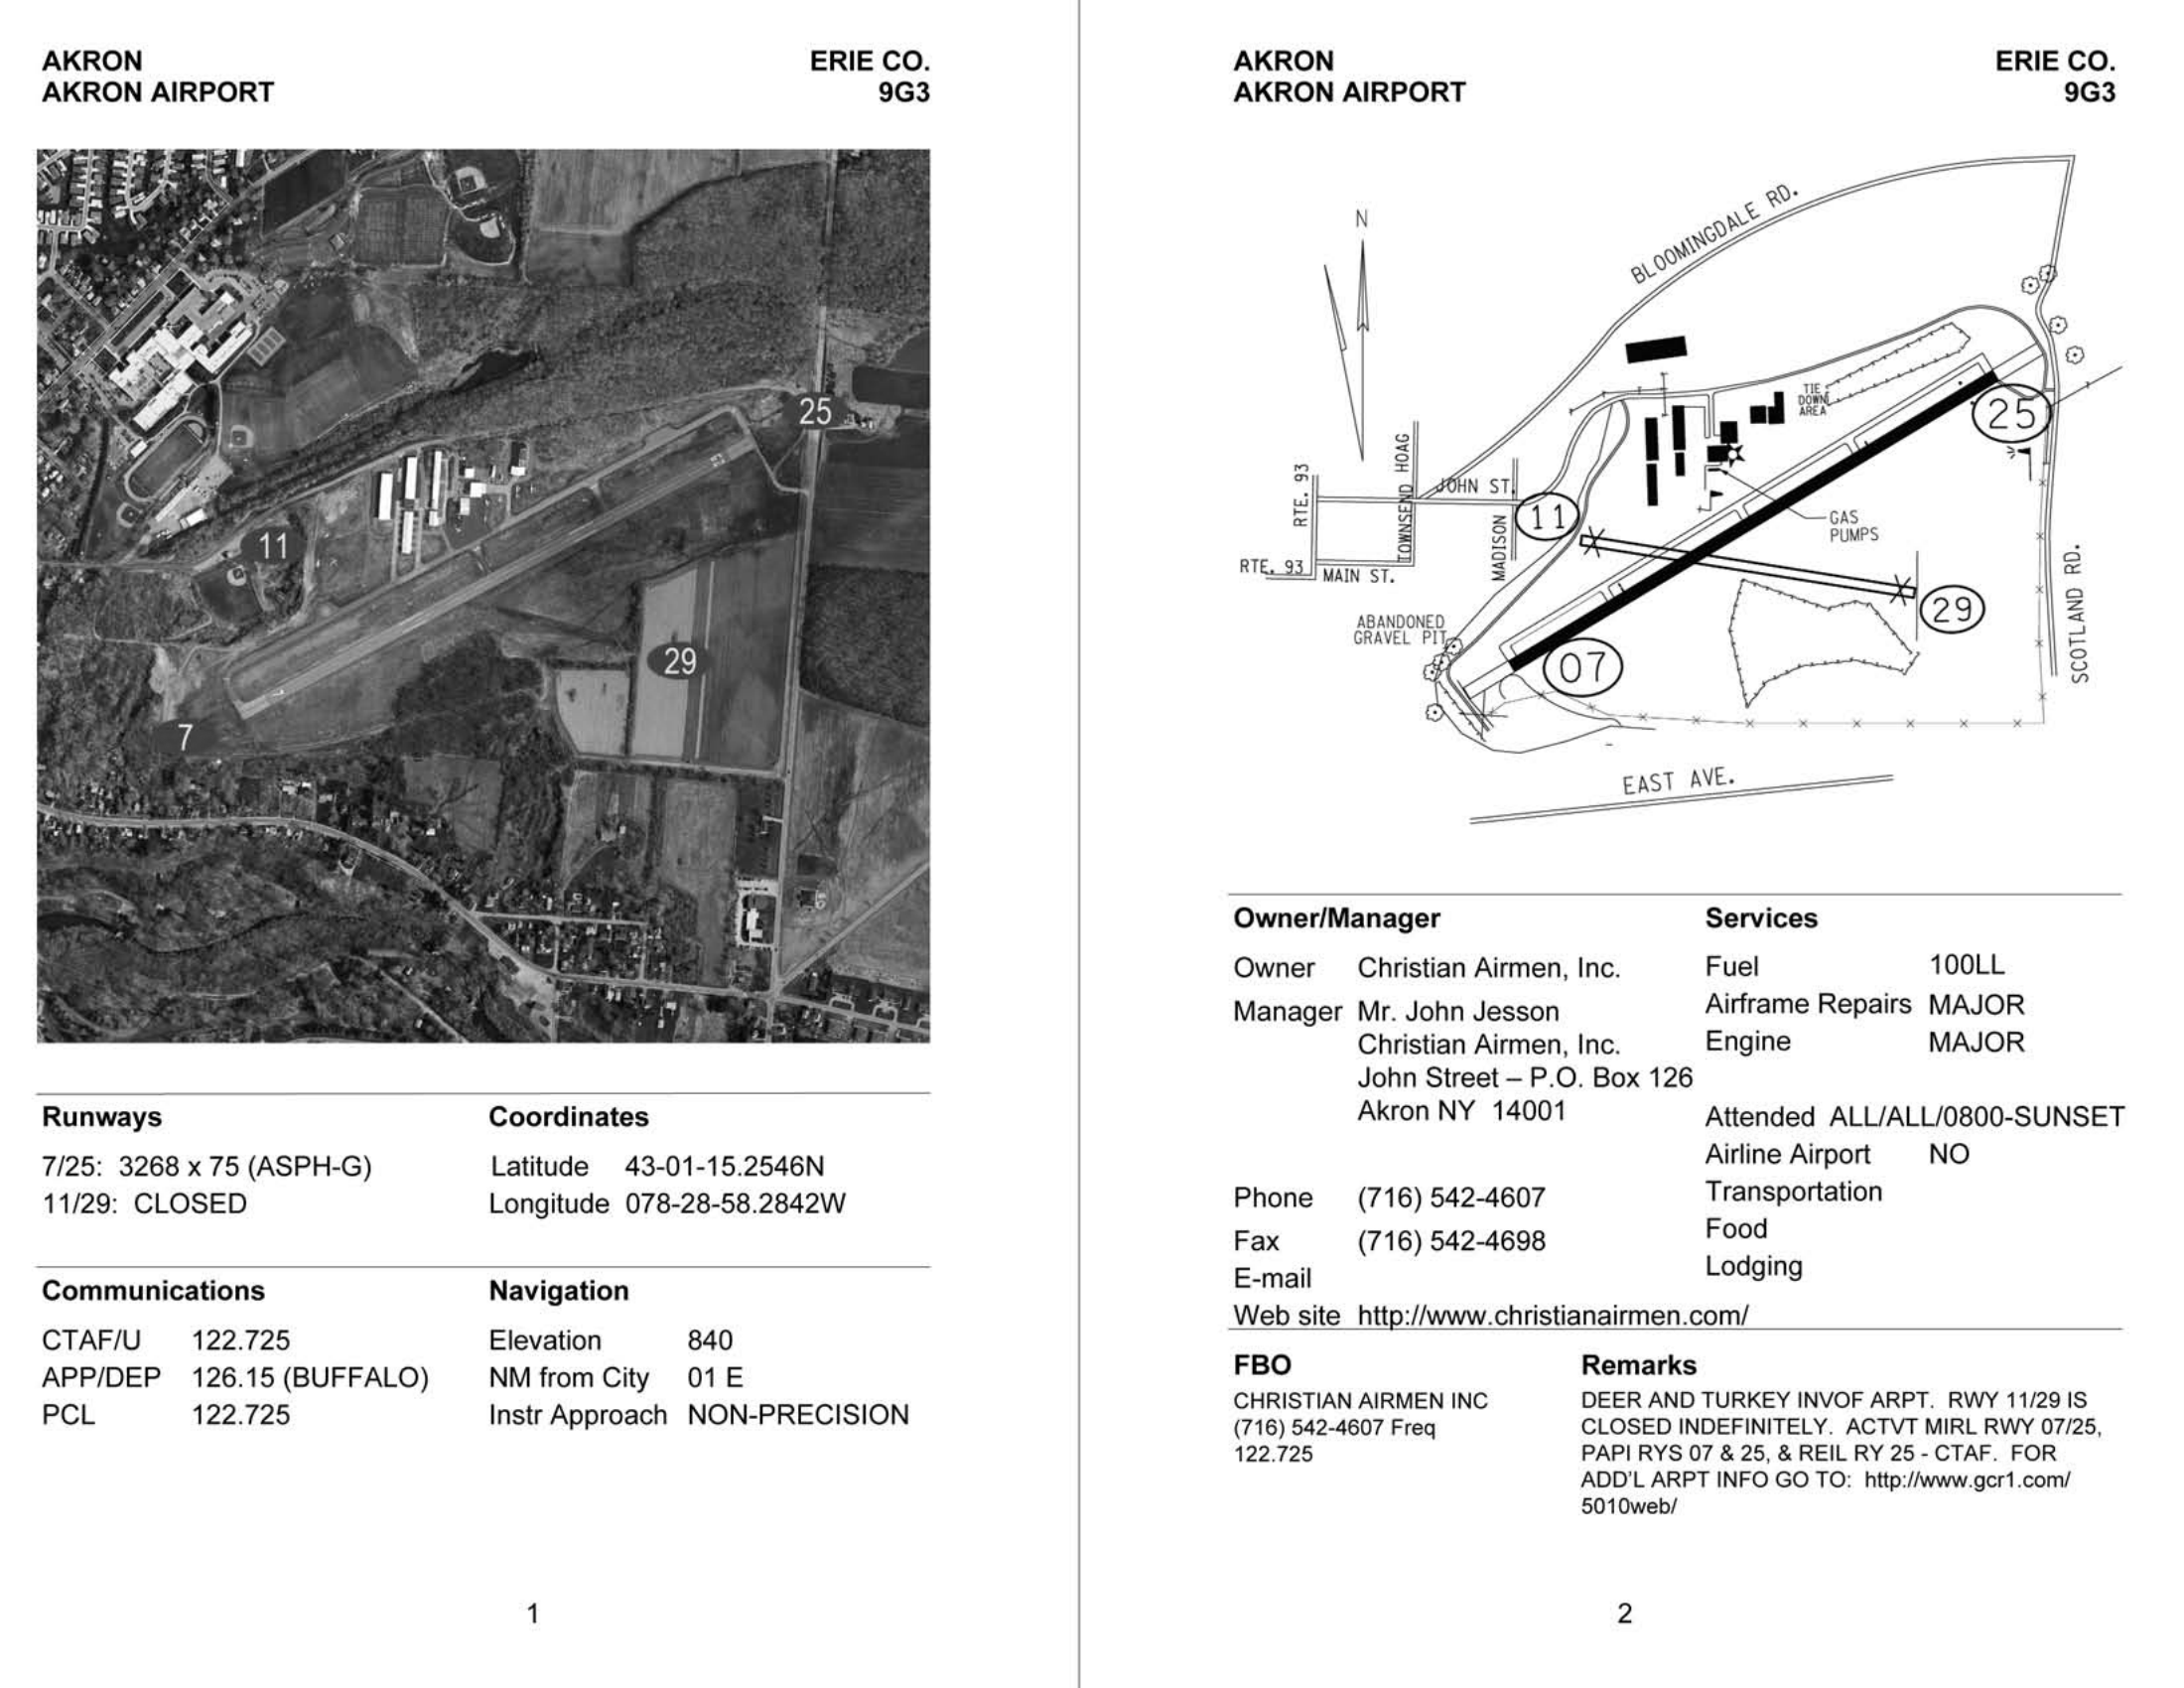 AKRON
AKRON AIRPORT
ERIE CO.
9G3
25
11
29
7
Runways
7/25: 3268 x 75 (ASPH-G)
11/29: CLOSED
Coordinates
Latitude 43-01-15.2546N
Longitude 078-28-58.2842W
Communications
CTAF/U 122.725
APP/DEP 126.15 (BUFFALO)
PCL 122.725
Navigation
Elevation 840
NM from City 01 E
Instr Approach NON-PRECISION
1
AKRON
AKRON AIRPORT
ERIE CO.
9G3
N
BLOOMINGDALE RD.
TIE
DOWN
AREA
25
RTE. 93
TOWNSEND HOAG
JOHN ST.
11
MADISON
GAS
PUMPS
RTE. 93
MAIN ST.
SCOTLAND RD.
29
ABANDONED
GRAVEL PIT
07
EAST AVE.
Owner/Manager
Owner Christian Airmen, Inc.
Manager Mr. John Jesson
Christian Airmen, Inc.
John Street – P.O. Box 126
Akron NY 14001
Phone (716) 542-4607
Fax (716) 542-4698
E-mail
Web site http://www.christianairmen.com/
Services
Fuel 100LL
Airframe Repairs MAJOR
Engine MAJOR
Attended ALL/ALL/0800-SUNSET
Airline Airport NO
Transportation
Food
Lodging
FBO
CHRISTIAN AIRMEN INC
(716) 542-4607 Freq
122.725
Remarks
DEER AND TURKEY INVOF ARPT. RWY 11/29 IS
CLOSED INDEFINITELY. ACTVT MIRL RWY 07/25,
PAPI RYS 07 & 25, & REIL RY 25 - CTAF. FOR
ADD'L ARPT INFO GO TO: http://www.gcr1.com/
5010web/
2